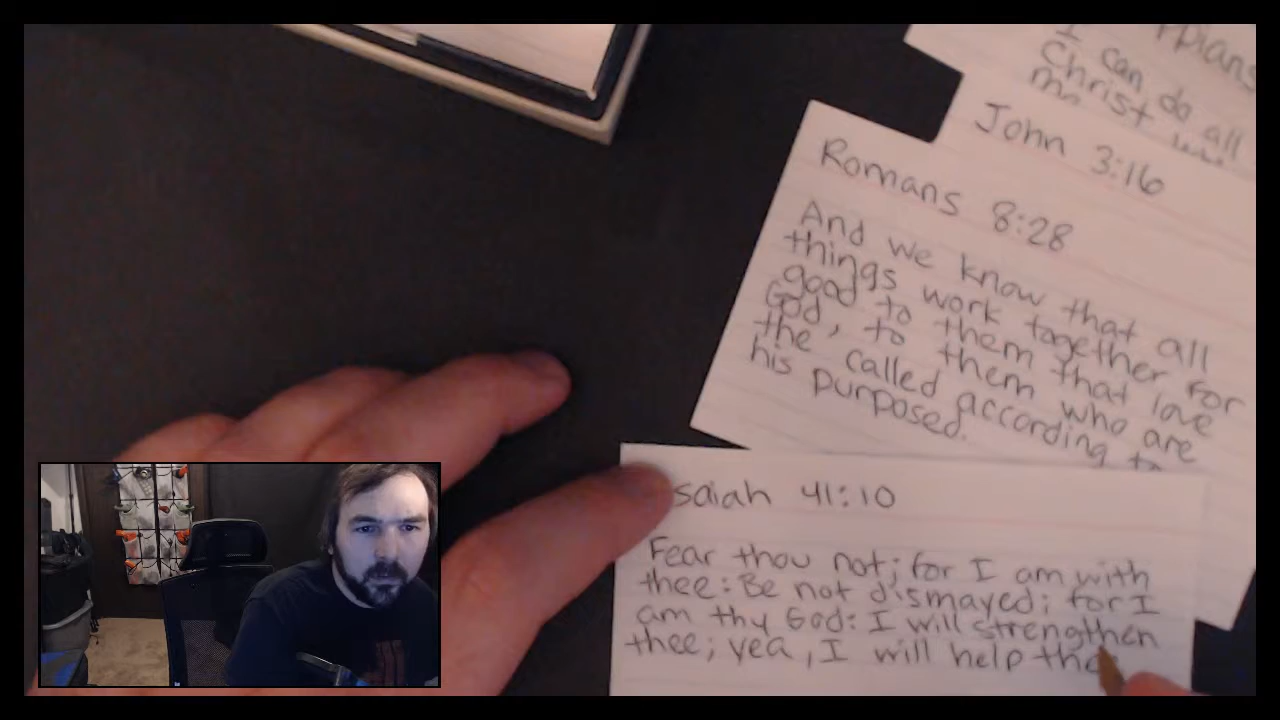 I can do all
Christ
John 3:16
Romans 8:28
And we know that all
things work together for
good to them that love
God, to them who are
the called according to
his purposed.
saiah 41:10
Fear thou not; for I am with
thee: Be not dismayed; for I
am thy God: I will strengthen
thee; yea, I will help the